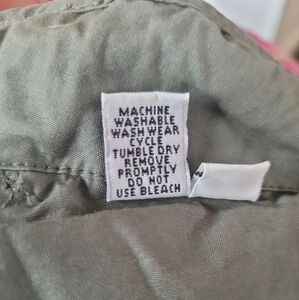 MACHINE
WASHABLE
WASH WEAR
CYCLE
TUMBLE DRY
REMOVE
PROMPTLY
DO NOT
USE BLEACH